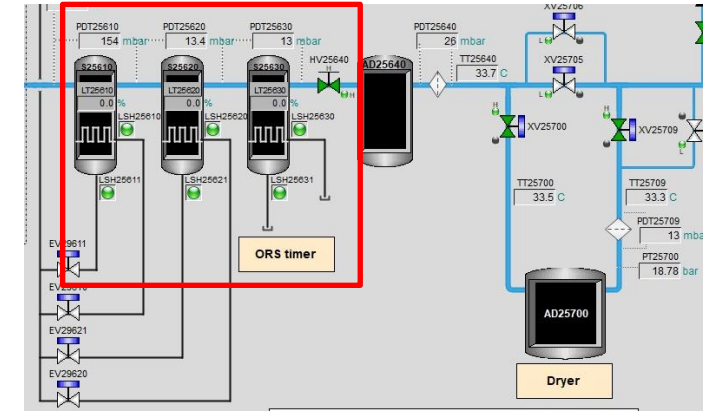 PDT25610
154 mbar
PDT25620
13.4 mbar
PDT25630
13 mbar
PDT25640
26 mbar
XV25706
L
HV25640
H
H
S25610
LT25610
0.0 %
LSH25610
S25620
LT25620
0.0 %
LSH25620
S25630
LT25630
0.0 %
LSH25630
AD25640
TT25640
33.7 C
XV25705
L
H
XV25700
H
XV25709
L
LSH25611
LSH25621
LSH25631
TT25700
33.5 C
TT25709
33.3 C
PDT25709
13 mba
PT25700
18.78 bar
EV29611
ORS timer
EV29621
EV29620
AD25700
Dryer